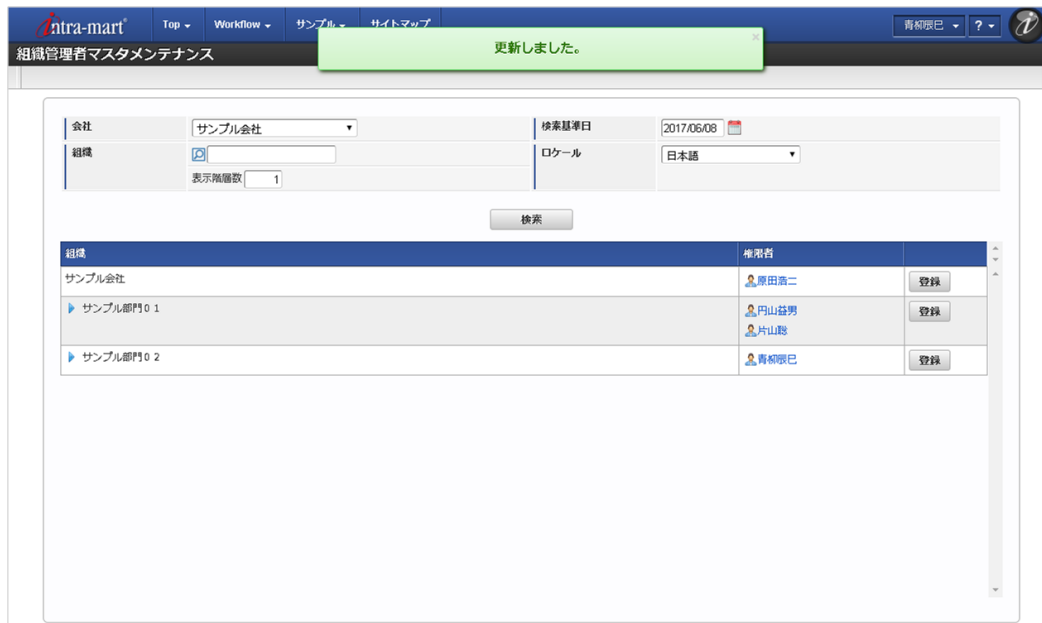 intra-mart
Top Workflow サンプル サイトマップ 青柳辰巳 ?
更新しました。 ×
組織管理者マスタメンテナンス
会社 サンプル会社 検索基準日 2017/06/08
組織 ロケール 日本語
表示階層数 1
検索
組織 権限者
サンプル会社 原田浩二 登録
サンプル部門01 円山益男 登録
片山聡
サンプル部門02 青柳辰巳 登録